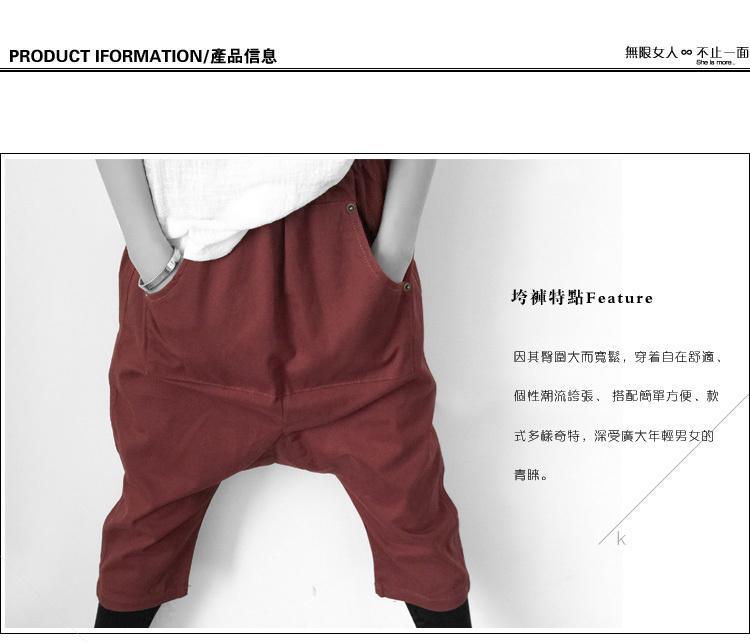 PRODUCT IFORMATION/產品信息
無限女人∞不止一面
She is more..
垮褲特點Feature
因其臀圍大而寬鬆，穿着自在舒適、
個性潮流誇張、搭配簡單方便、款
式多樣奇特，深受廣大年輕男女的
青睞。
k